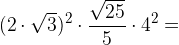 (2 · √3)² · √25/5 · 4² =